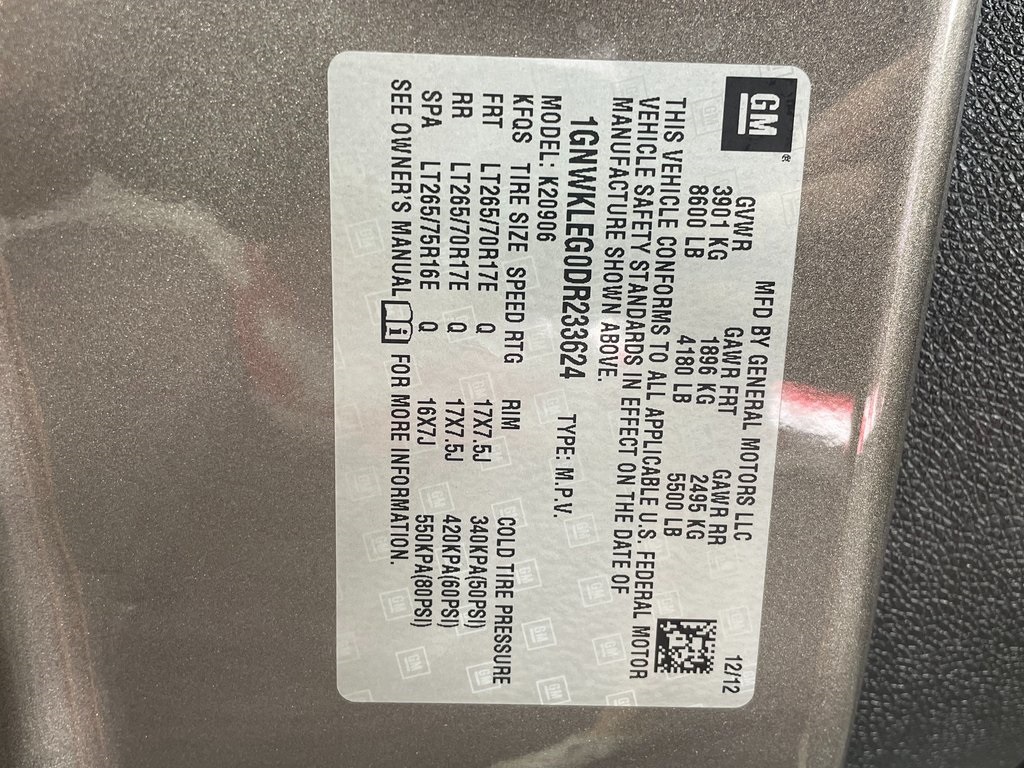 GM
MFD BY GENERAL MOTORS LLC 12/12
GVWR GAWR FRT GAWR RR
3901 KG 1896 KG 2495 KG
8600 LB 4180 LB 5500 LB
THIS VEHICLE CONFORMS TO ALL APPLICABLE U.S. FEDERAL MOTOR
VEHICLE SAFETY STANDARDS IN EFFECT ON THE DATE OF
MANUFACTURE SHOWN ABOVE.
1GNWKLEG0DR233624 TYPE: M.P.V.
MODEL: K20906
KFQS TIRE SIZE SPEED RTG RIM COLD TIRE PRESSURE
FRT LT265/70R17E Q 17X7.5J 340KPA(50PSI)
RR LT265/70R17E Q 17X7.5J 420KPA(60PSI)
SPA LT265/75R16E Q 16X7J 550KPA(80PSI)
SEE OWNER'S MANUAL i FOR MORE INFORMATION.